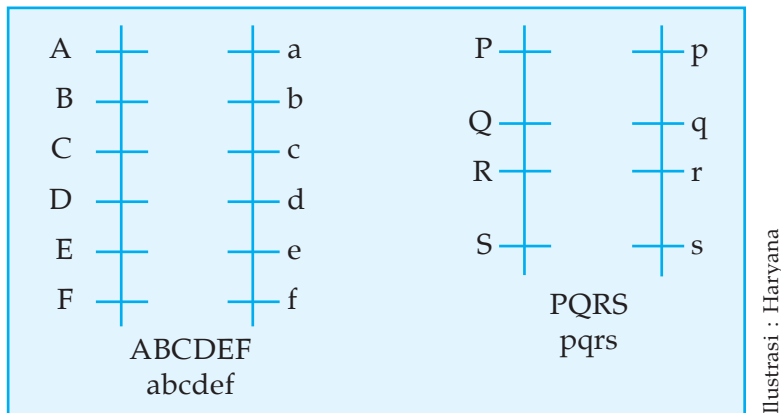 A a
B b
C c
D d
E e
F f
ABCDEF
abcdef
P p
Q q
R r
S s
PQRS
pqrs
Ilustrasi : Haryana